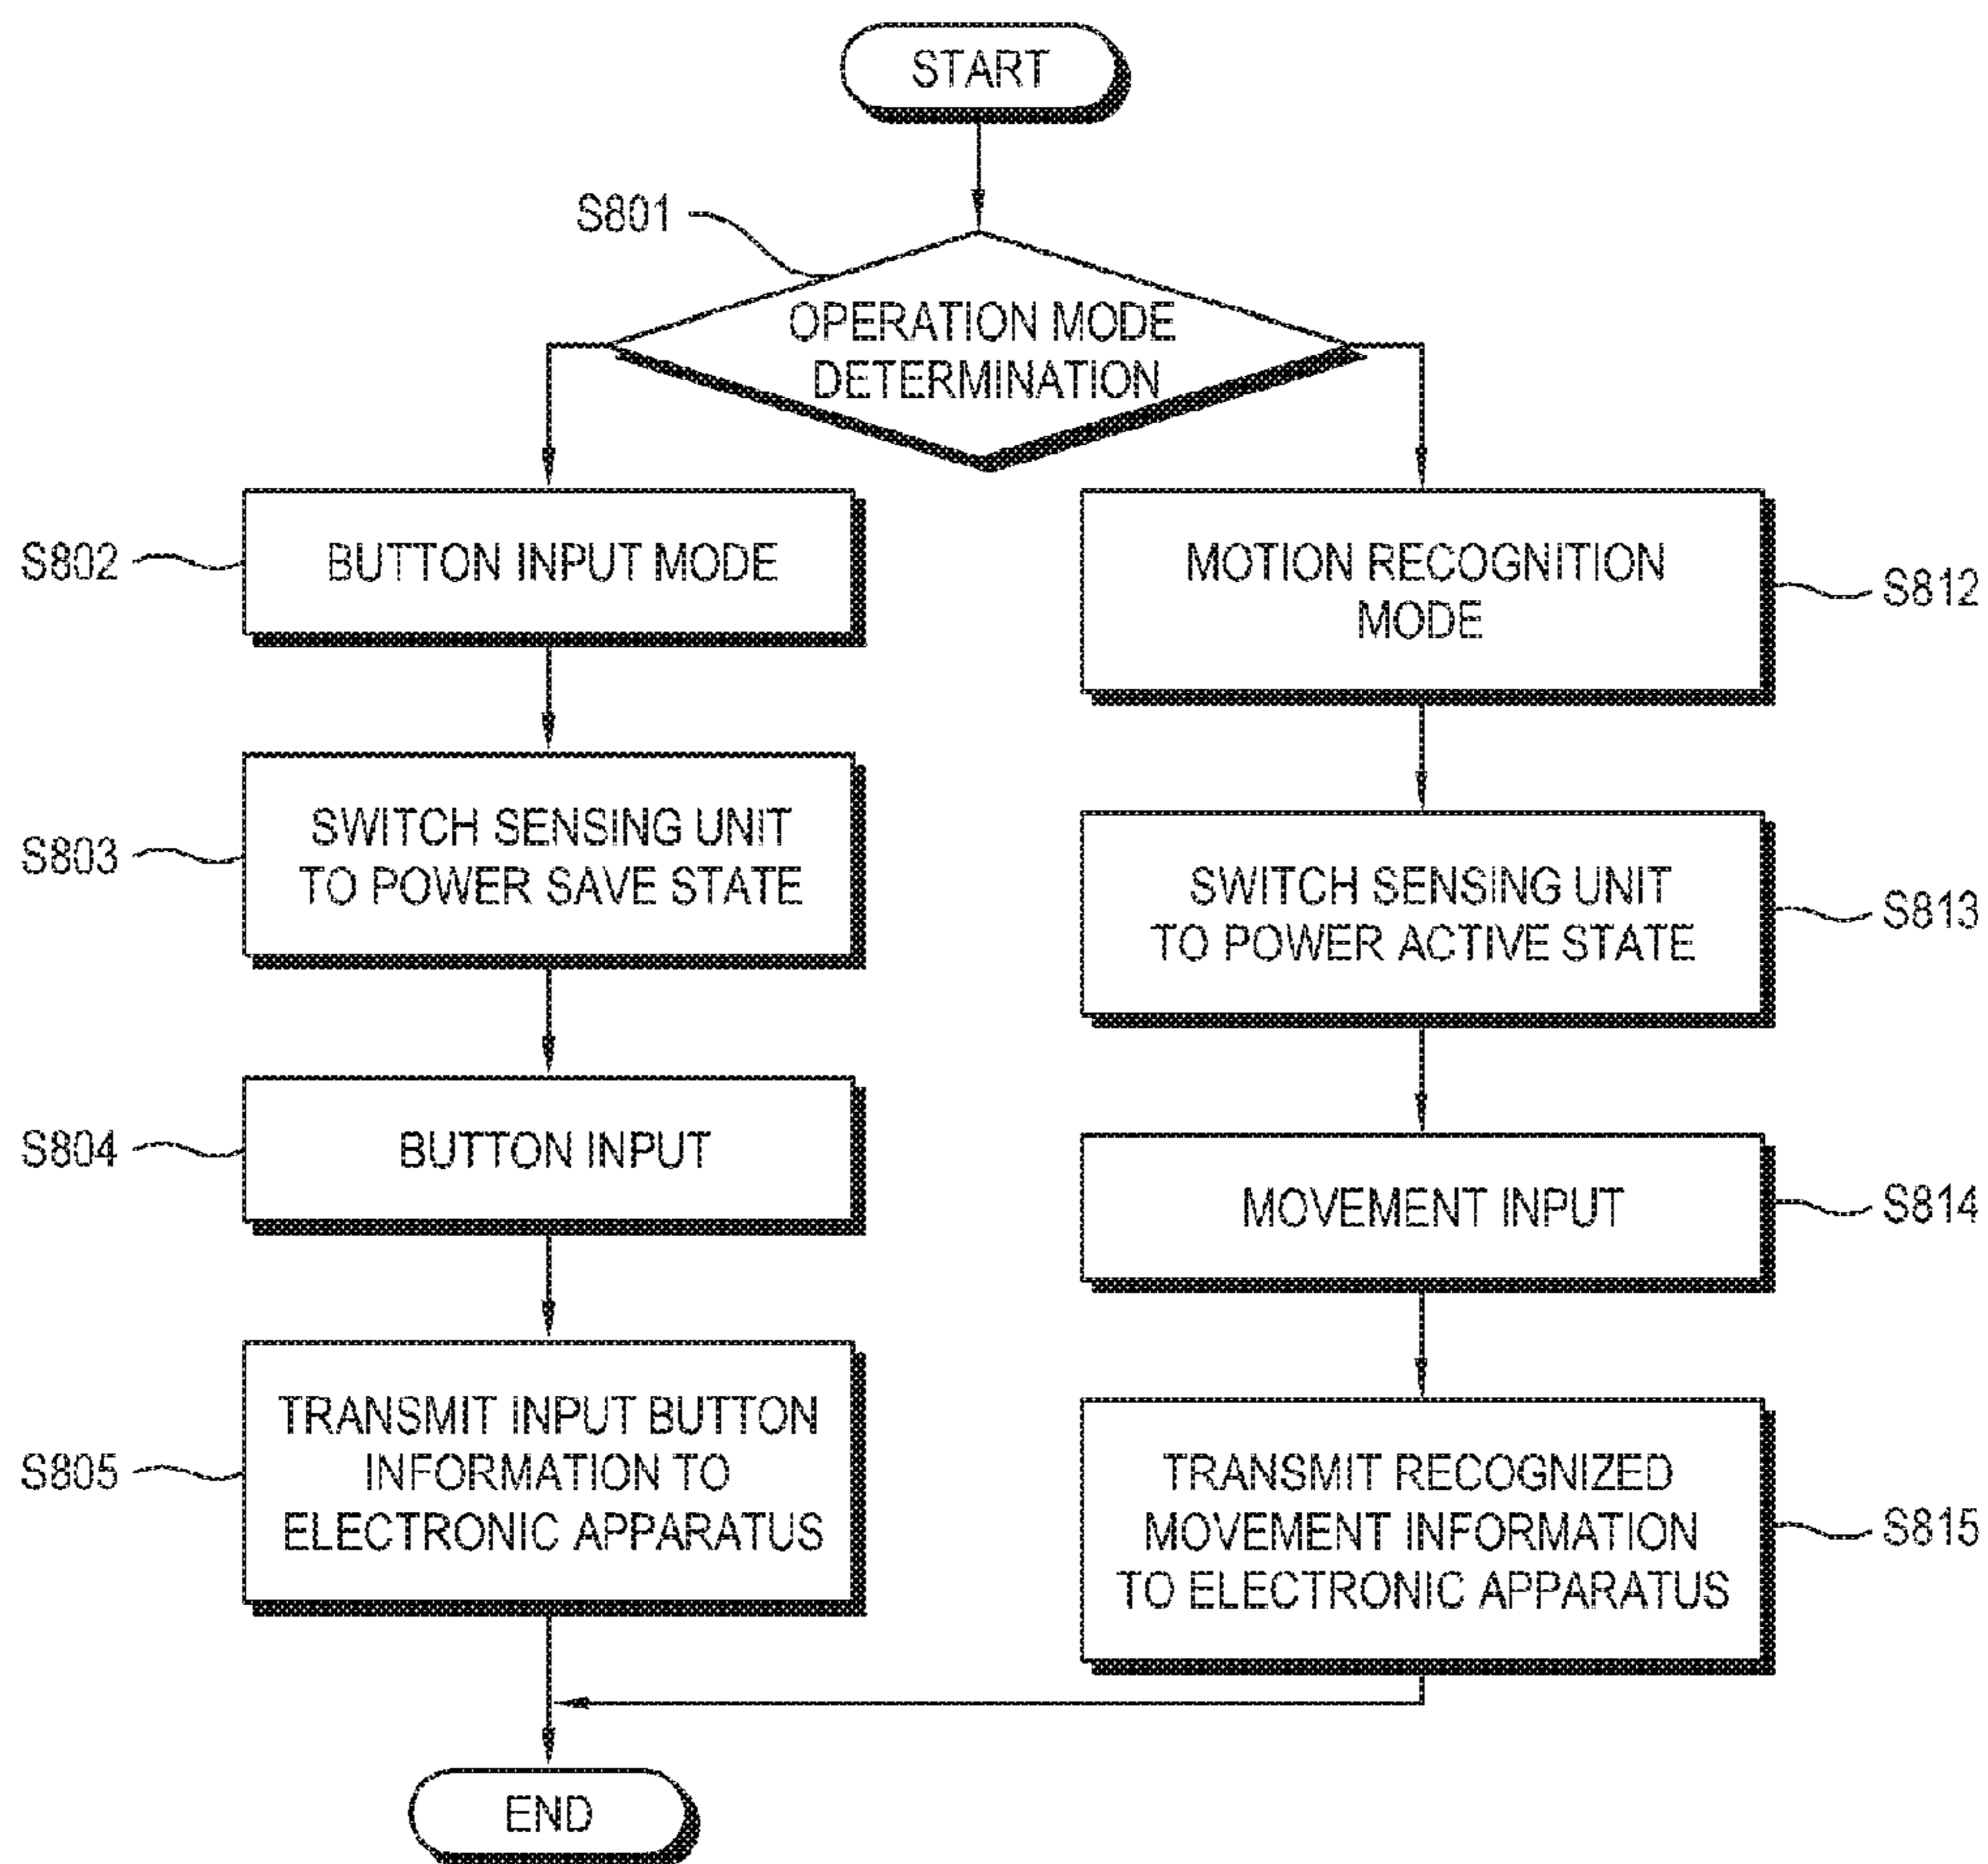 START
S801
OPERATION MODE
DETERMINATION
S802
BUTTON INPUT MODE
S803
SWITCH SENSING UNIT
TO POWER SAVE STATE
S804
BUTTON INPUT
S805
TRANSMIT INPUT BUTTON
INFORMATION TO
ELECTRONIC APPARATUS
MOTION RECOGNITION
MODE
S812
SWITCH SENSING UNIT
TO POWER ACTIVE STATE
S813
MOVEMENT INPUT
S814
TRANSMIT RECOGNIZED
MOVEMENT INFORMATION
TO ELECTRONIC APPARATUS
S815
END